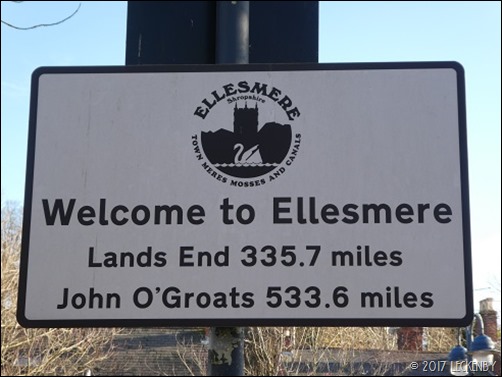 ELLESMERE
Shropshire
TOWN MERES MOSSES AND CANALS
Welcome to Ellesmere
Lands End 335.7 miles
John O'Groats 533.6 miles
© 2017 LECKENBY